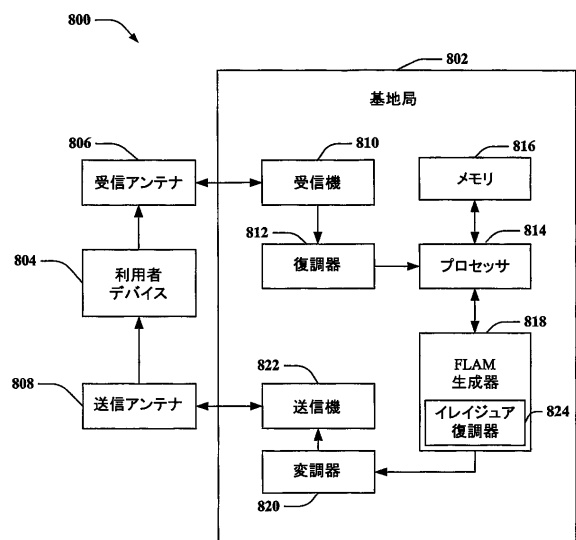 800
802
基地局
806
受信アンテナ
810
受信機
816
メモリ
812
復調器
814
プロセッサ
804
利用者
デバイス
818
FLAM
生成器
イレイジュア
復調器
824
822
送信機
808
送信アンテナ
変調器
820